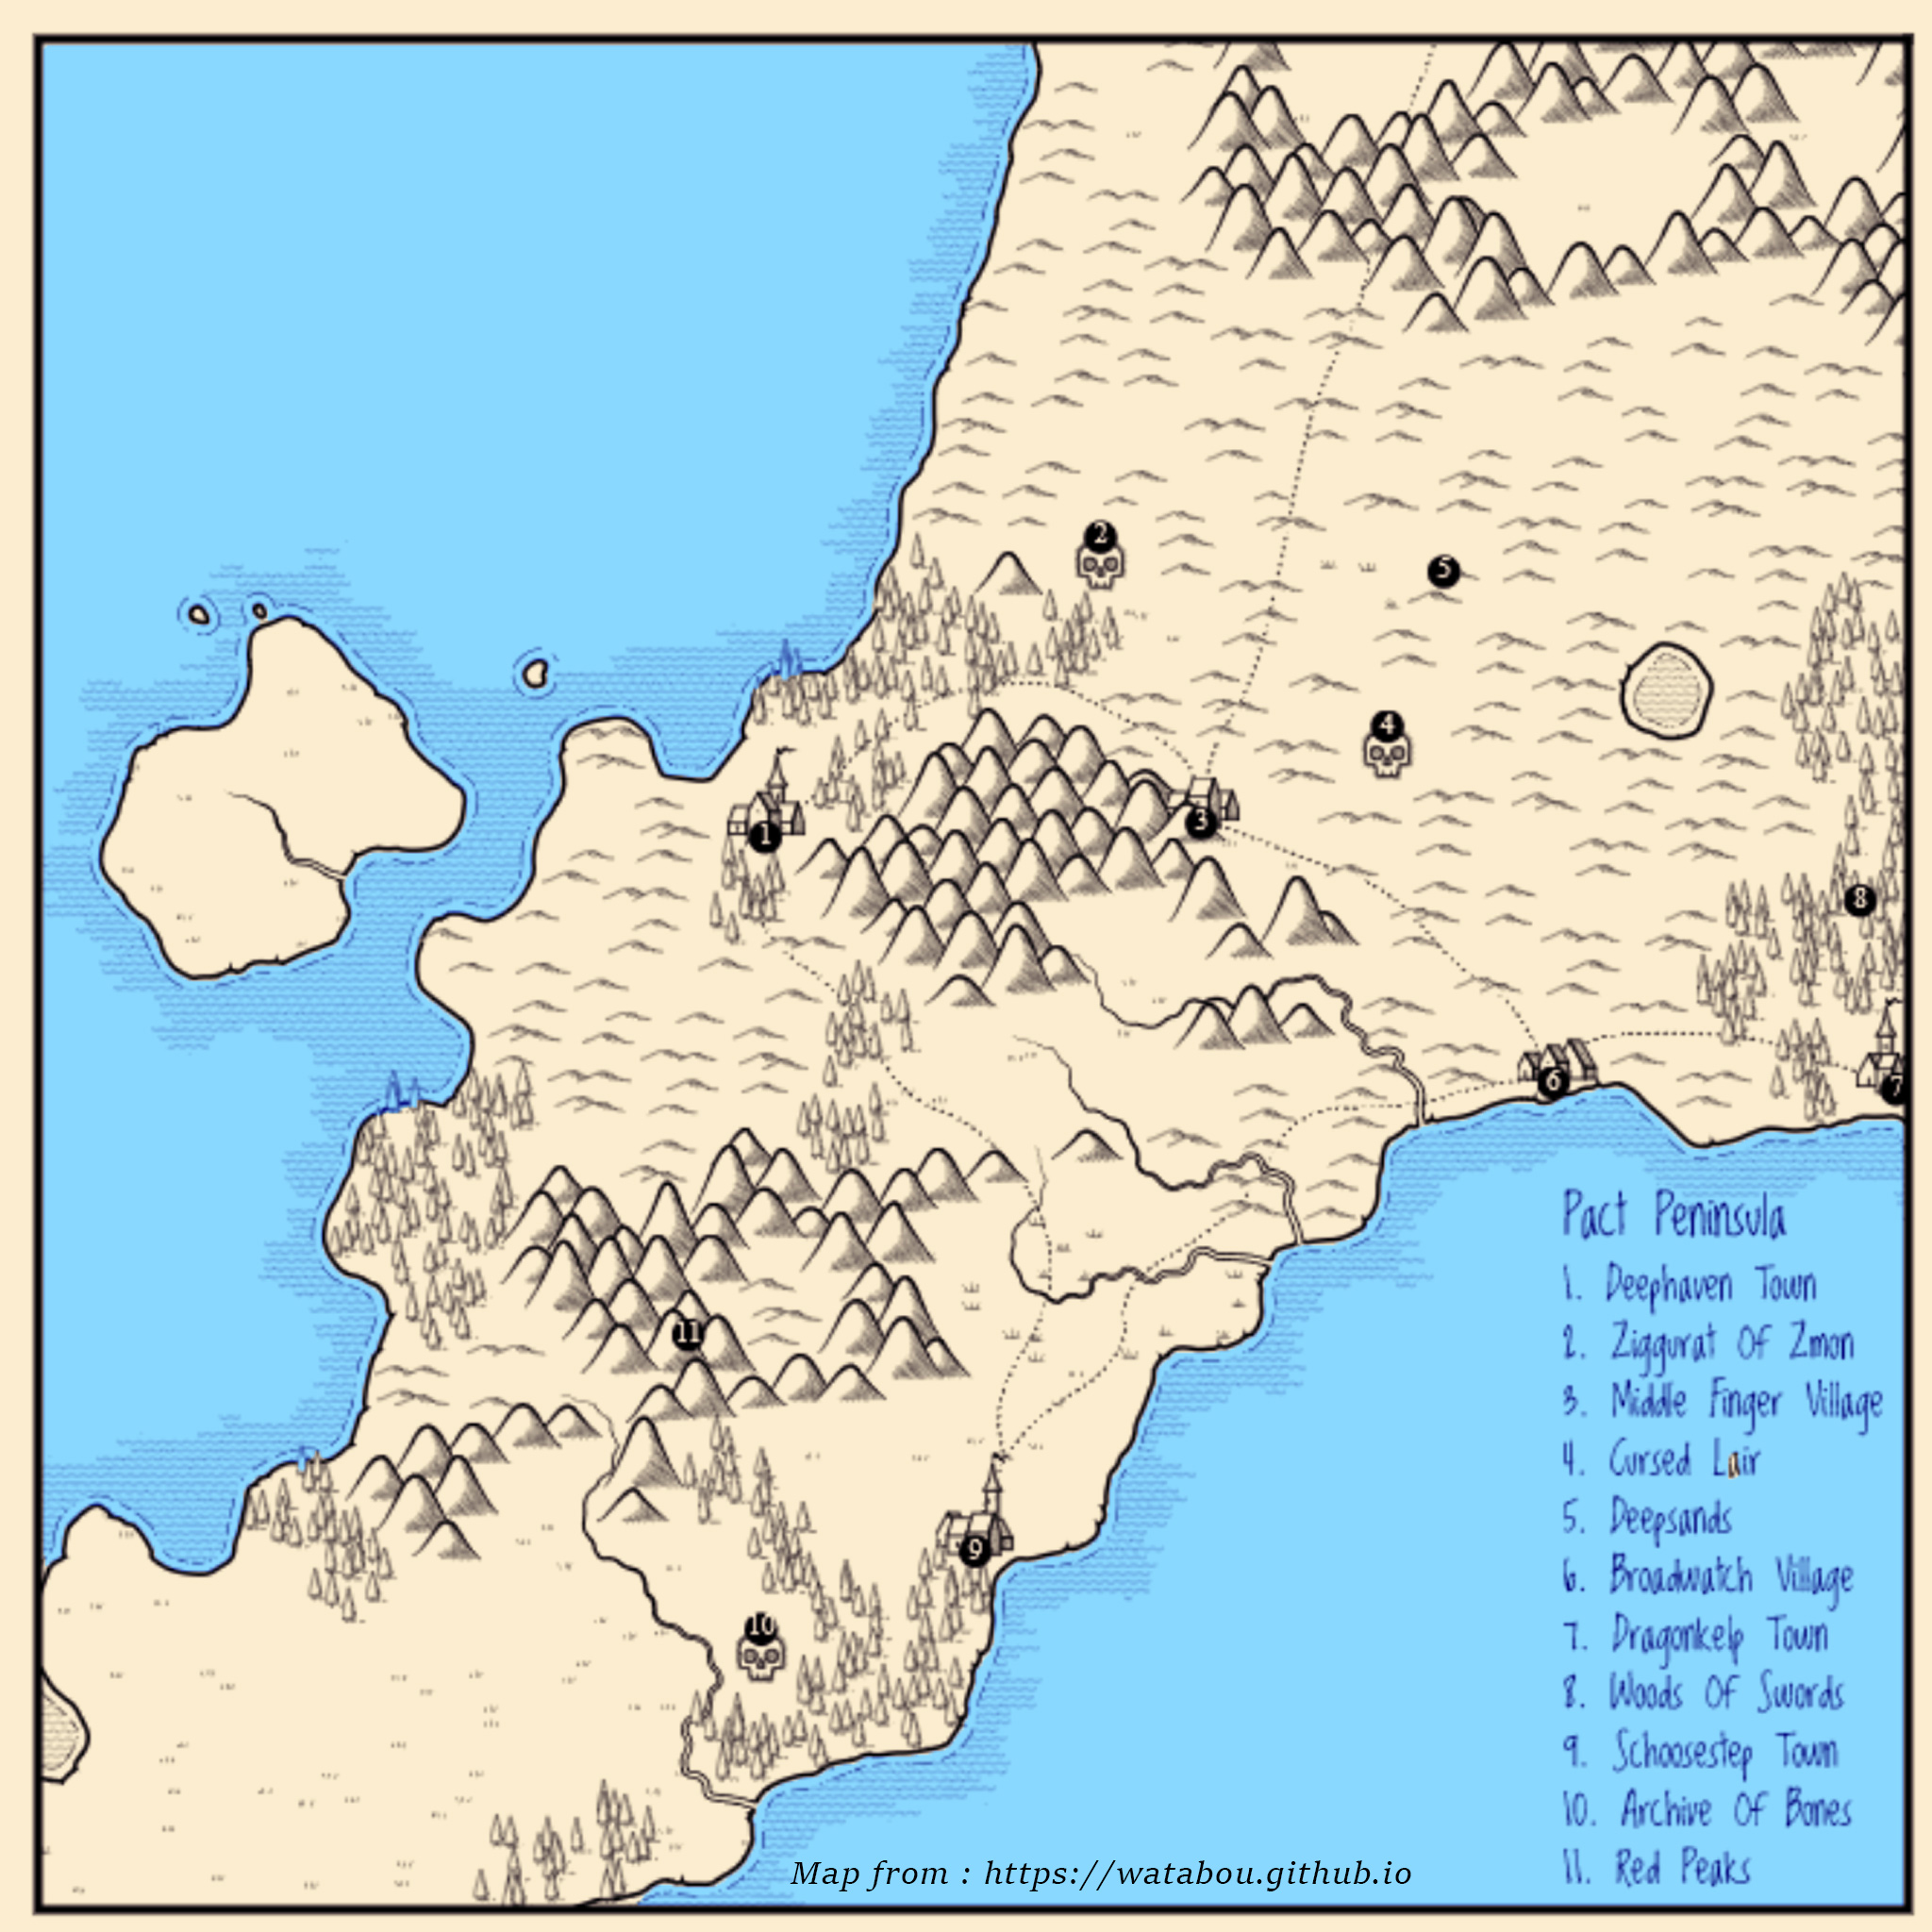 2
5
4
1
3
8
6
7
11
9
10
Pact Peninsula
1. Deephaven Town
2. Ziggurat Of Zmon
3. Middle Finger Village
4. Cursed Lair
5. Deepsands
6. Broadwatch Village
7. Dragonkelp Town
8. Woods Of Swords
9. Schoosestep Town
10. Archive Of Bones
11. Red Peaks
Map from : https://watabou.github.io